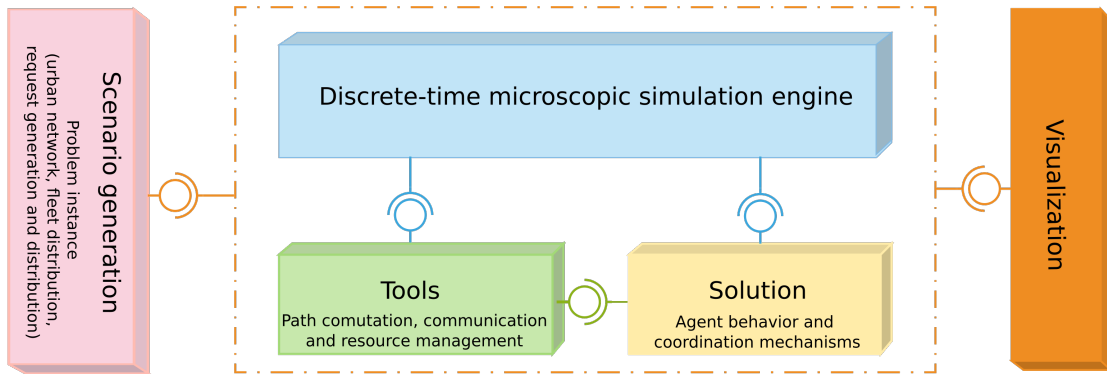 Scenario generation
Problem instance
(urban network, fleet distribution,
request generation and distribution)
Discrete-time microscopic simulation engine
Tools
Path comutation, communication
and resource management
Solution
Agent behavior and
coordination mechanisms
Visualization